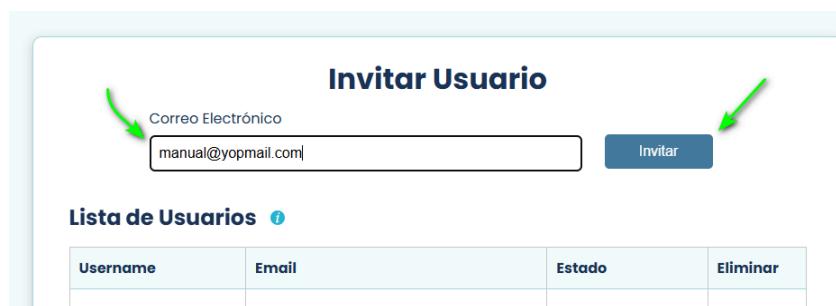 Invitar Usuario
Correo Electrónico
manual@yopmail.com
Invitar
Lista de Usuarios i
Username Email Estado Eliminar